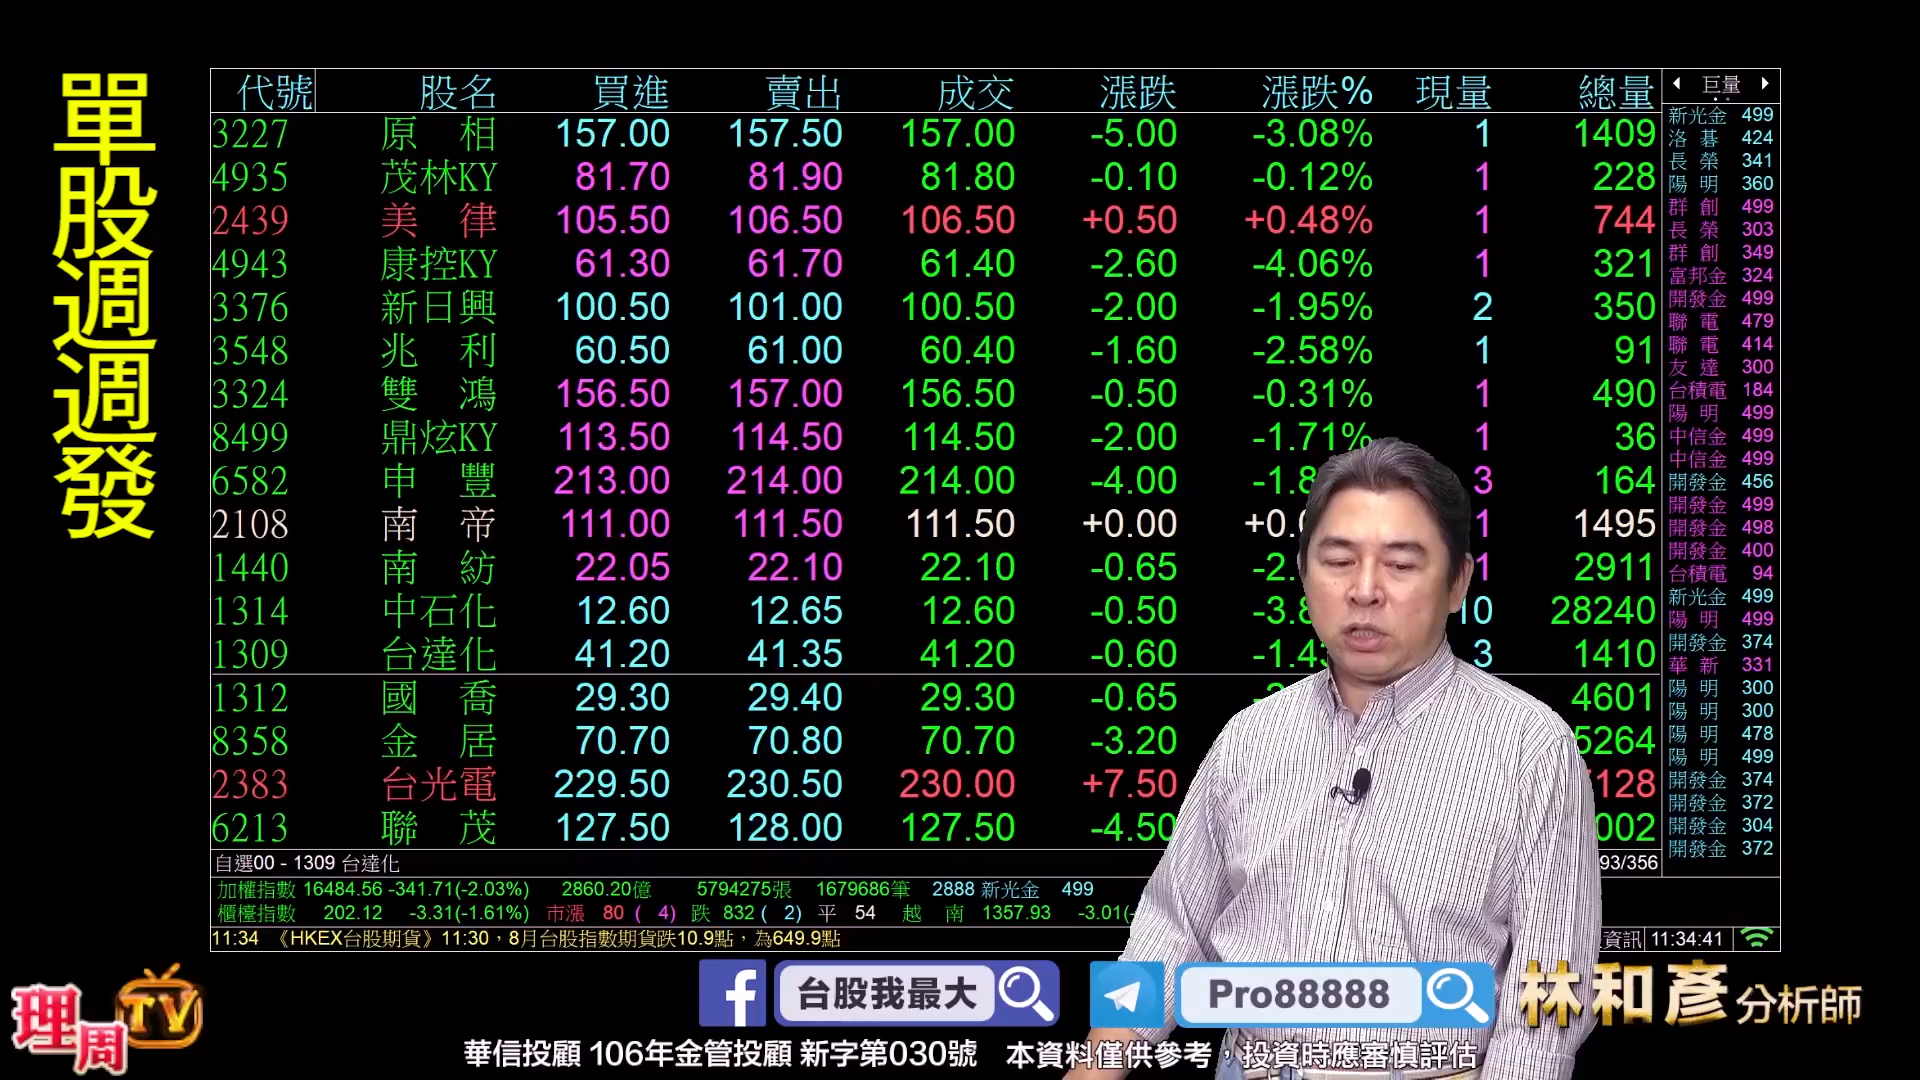 單股週週發
代號 股名 買進 賣出 成交 漲跌 漲跌% 現量 總量
3227 原相 157.00 157.50 157.00 -5.00 -3.08% 1 1409
4935 茂林KY 81.70 81.90 81.80 -0.10 -0.12% 1 228
2439 美律 105.50 106.50 106.50 +0.50 +0.48% 1 744
4943 康控KY 61.30 61.70 61.40 -2.60 -4.06% 1 321
3376 新日興 100.50 101.00 100.50 -2.00 -1.95% 2 350
3548 兆利 60.50 61.00 60.40 -1.60 -2.58% 1 91
3324 雙鴻 156.50 157.00 156.50 -0.50 -0.31% 1 490
8499 鼎炫KY 113.50 114.50 114.50 -2.00 -1.71% 1 36
6582 申豐 213.00 214.00 214.00 -4.00 -1.8 3 164
2108 南帝 111.00 111.50 111.50 +0.00 +0. 1 1495
1440 南紡 22.05 22.10 22.10 -0.65 -2. 1 2911
1314 中石化 12.60 12.65 12.60 -0.50 -3.8 10 28240
1309 台達化 41.20 41.35 41.20 -0.60 -1.4 3 1410
1312 國喬 29.30 29.40 29.30 -0.65 4601
8358 金居 70.70 70.80 70.70 -3.20 5264
2383 台光電 229.50 230.50 230.00 +7.50 128
6213 聯茂 127.50 128.00 127.50 -4.50 002
自選00 - 1309 台達化 93/356
加權指數 16484.56 -341.71(-2.03%) 2860.20億 5794275張 1679686筆 2888 新光金 499
櫃檯指數 202.12 -3.31(-1.61%) 市漲 80 ( 4) 跌 832 ( 2) 平 54 越南 1357.93 -3.01(-
11:34 《HKEX台股期貨》11:30，8月台股指數期貨跌10.9點，為649.9點 資訊 11:34:41
巨量
新光金 499
洛碁 424
長榮 341
陽明 360
群創 499
長榮 303
群創 349
富邦金 324
開發金 499
聯電 479
聯電 414
友達 300
台積電 184
陽明 499
中信金 499
中信金 499
開發金 456
開發金 499
開發金 498
開發金 400
台積電 94
新光金 499
陽明 499
開發金 374
華新 331
陽明 300
陽明 300
陽明 478
陽明 499
開發金 374
開發金 372
開發金 304
開發金 372
理周TV
台股我最大
Pro88888
林和彥 分析師
華信投顧 106年金管投顧 新字第030號 本資料僅供參考，投資時應審慎評估